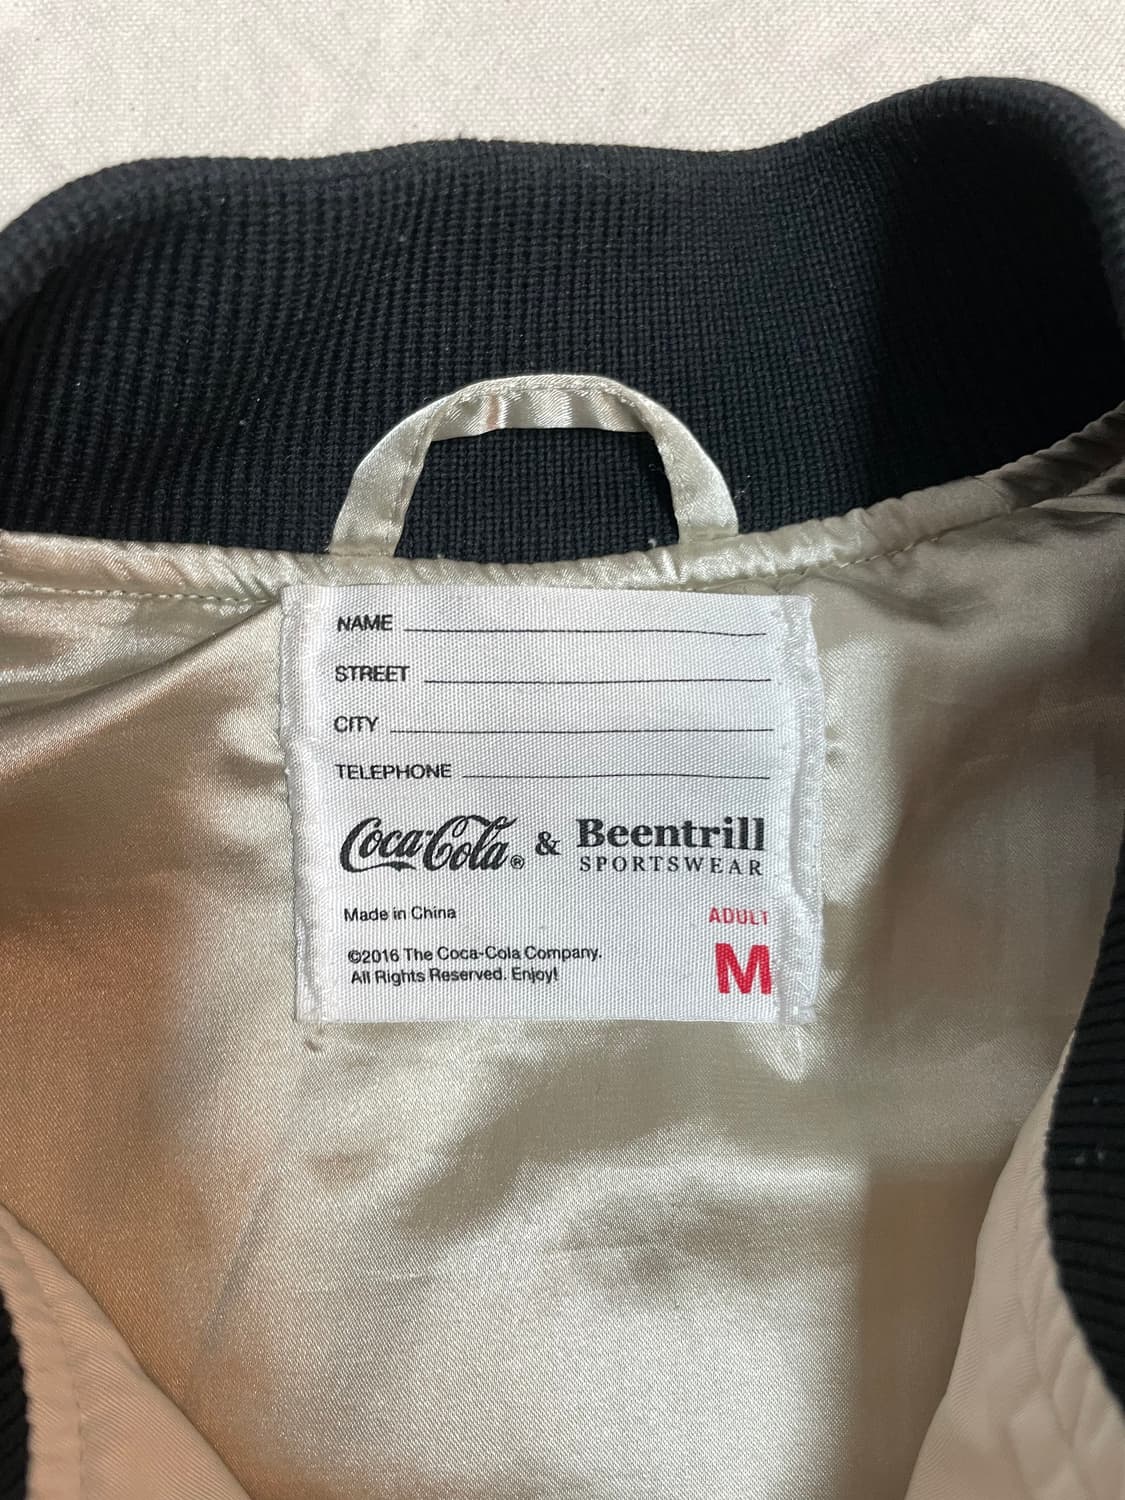 NAME
STREET
CITY
TELEPHONE
Coca-Cola® & Beentrill
SPORTSWEAR
Made in China
ADULT
M
©2016 The Coca-Cola Company.
All Rights Reserved. Enjoy!